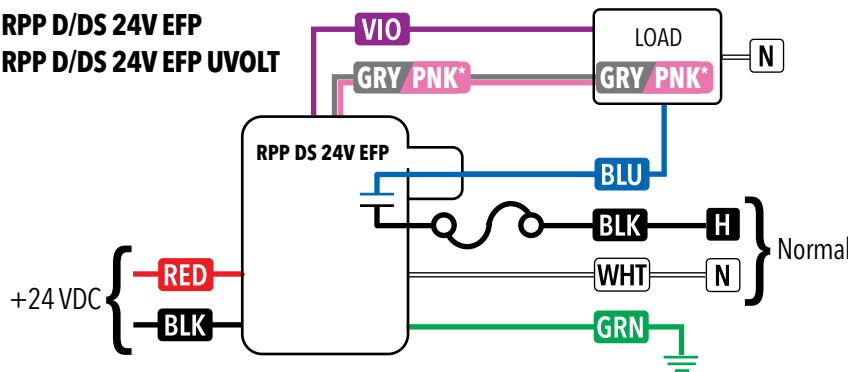 RPP D/DS 24V EFP
RPP D/DS 24V EFP UVOLT
VIO
LOAD
N
GRY/PNK*
GRY/PNK*
RPP DS 24V EFP
BLU
BLK
H
Normal
RED
WHT
N
+24 VDC
BLK
GRN